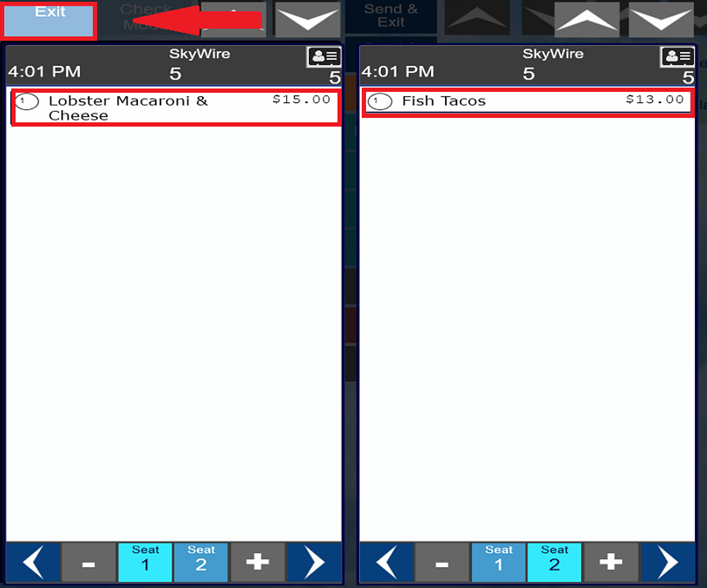 Exit
Check
SkyWire
4:01 PM
5
5
1 Lobster Macaroni & $15.00
Cheese
- Seat 1 Seat 2 +
Send &
Exit
SkyWire
4:01 PM
5
5
1 Fish Tacos $13.00
- Seat 1 Seat 2 +